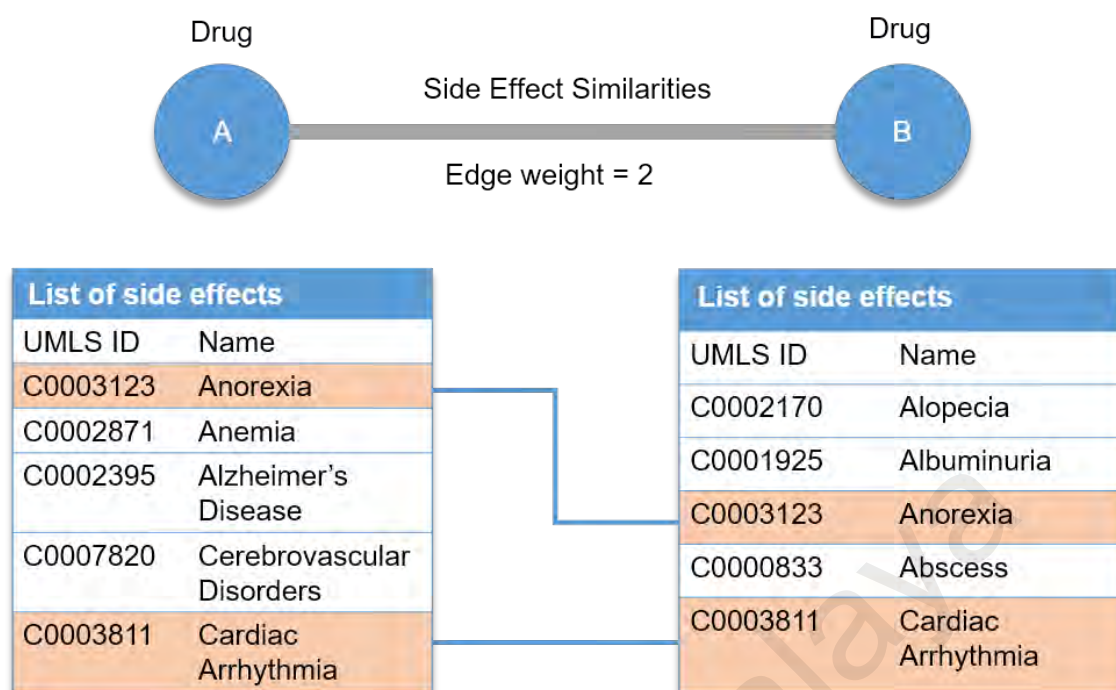 Drug
Drug
A
Side Effect Similarities
B
Edge weight = 2
List of side effects
UMLS ID Name
C0003123 Anorexia
C0002871 Anemia
C0002395 Alzheimer's
Disease
C0007820 Cerebrovascular
Disorders
C0003811 Cardiac
Arrhythmia
List of side effects
UMLS ID Name
C0002170 Alopecia
C0001925 Albuminuria
C0003123 Anorexia
C0000833 Abscess
C0003811 Cardiac
Arrhythmia